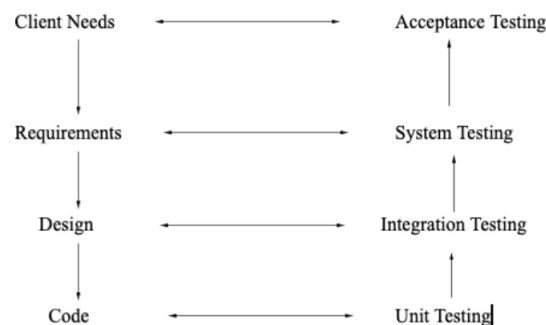 Client Needs
Acceptance Testing
Requirements
System Testing
Design
Integration Testing
Code
Unit Testing